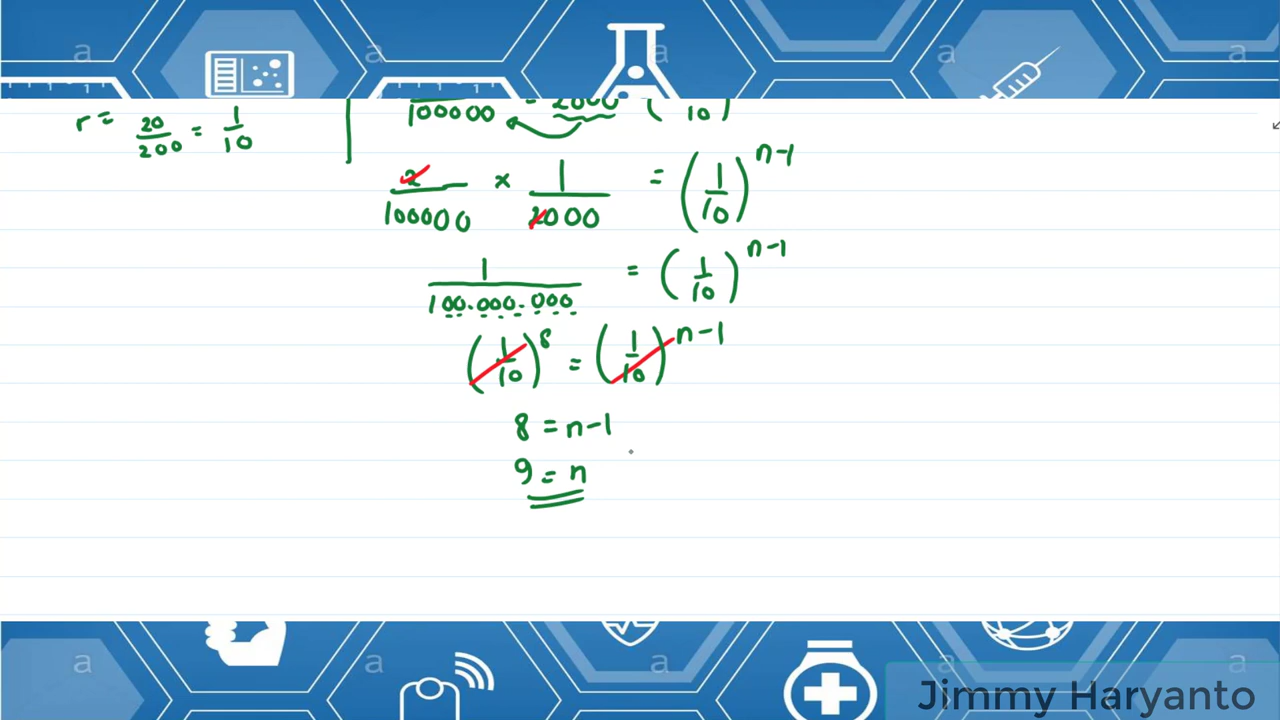 r = 20/200 = 1/10
/100000 = 2000 (1/10)
2/100000 × 1/2000 = (1/10)^n-1
1/100.000.000 = (1/10)^n-1
(1/10)^8 = (1/10)^n-1
8 = n-1
9 = n
Jimmy Haryanto